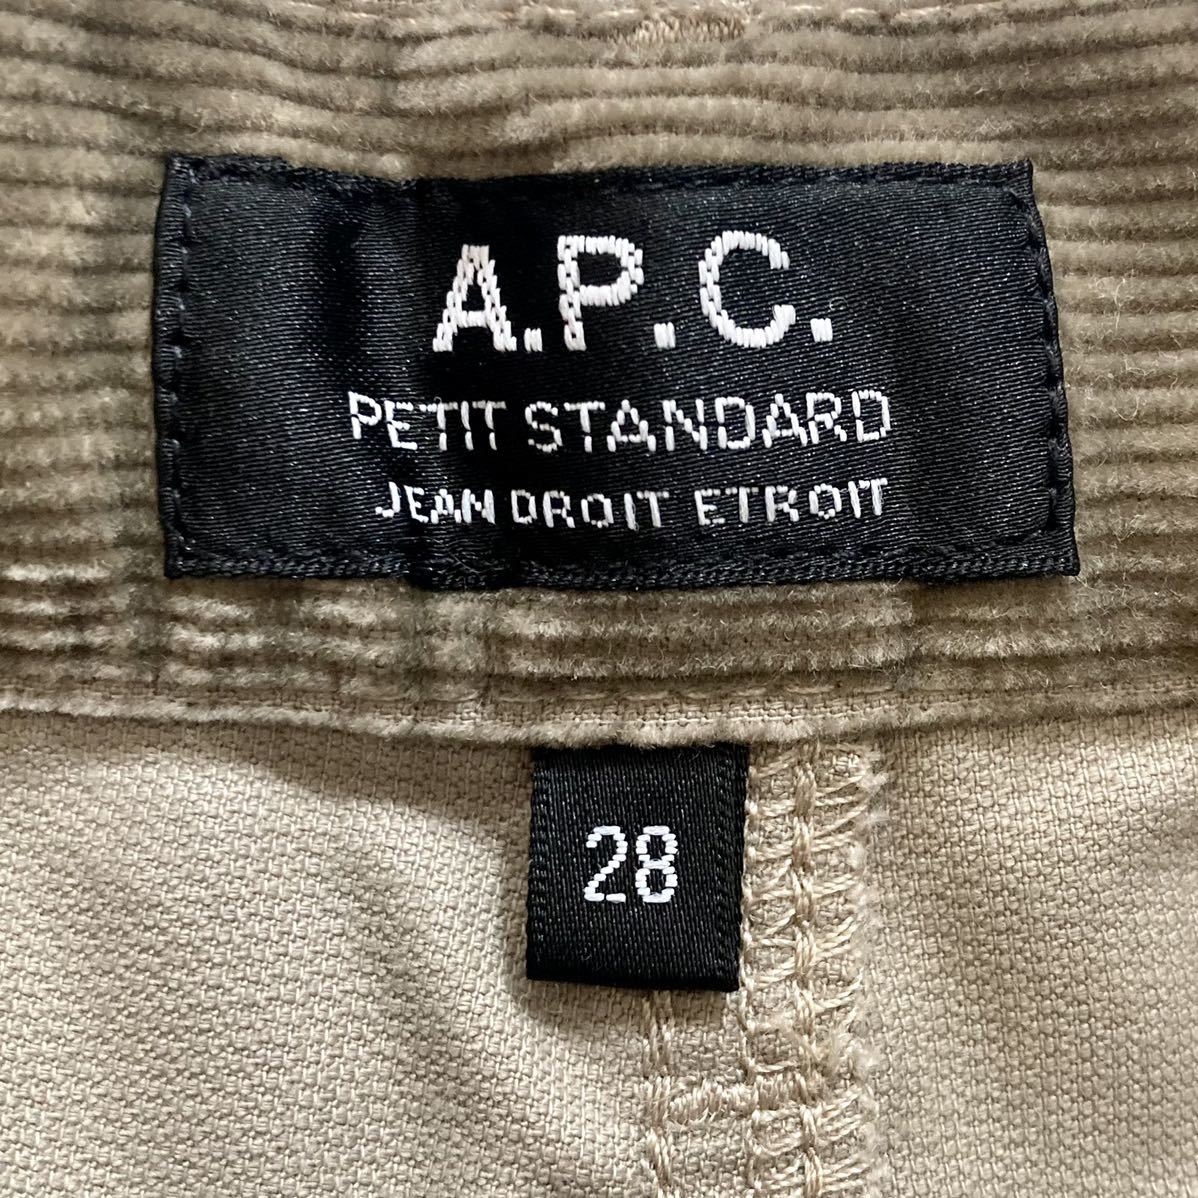 A.P.C.
PETIT STANDARD
JEAN DROIT ETROIT
28